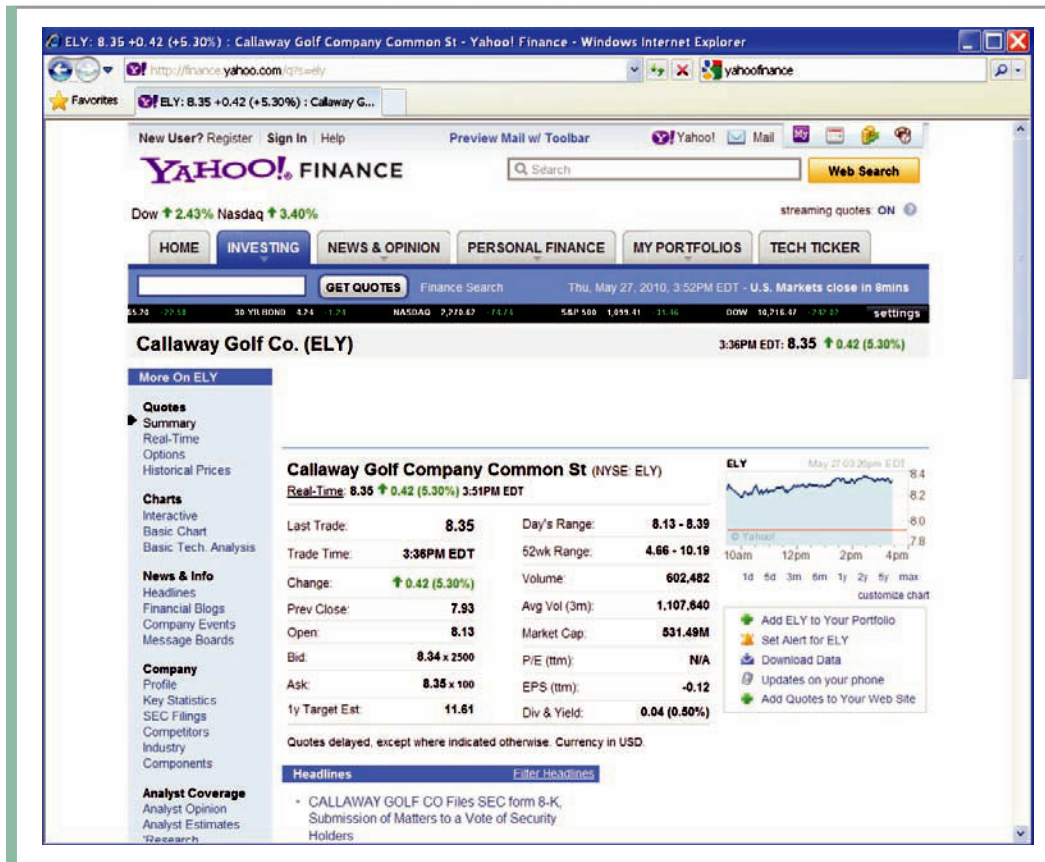 ELY: 8.35 +0.42 (+5.30%) : Callaway Golf Company Common St - Yahoo! Finance - Windows Internet Explorer
http://finance.yahoo.com/q?s=ely yahoofinance
Favorites ELY: 8.35 +0.42 (+5.30%) : Callaway G...
New User? Register Sign In Help Preview Mail w/ Toolbar Yahoo! Mail My
YAHOO! FINANCE Search Web Search
Dow 2.43% Nasdaq 3.40% streaming quotes: ON
HOME INVESTING NEWS & OPINION PERSONAL FINANCE MY PORTFOLIOS TECH TICKER
GET QUOTES Finance Search Thu, May 27, 2010, 3:52PM EDT - U.S. Markets close in 8mins
30 YR BOND 4.24 NASDAQ 2,270.62 S&P 500 1,099.41 DOW 10,216.47 settings
Callaway Golf Co. (ELY) 3:36PM EDT: 8.35 0.42 (5.30%)
More On ELY
Quotes
Summary
Real-Time
Options
Historical Prices
Charts
Interactive
Basic Chart
Basic Tech. Analysis
News & Info
Headlines
Financial Blogs
Company Events
Message Boards
Company
Profile
Key Statistics
SEC Filings
Competitors
Industry
Components
Analyst Coverage
Analyst Opinion
Analyst Estimates
Callaway Golf Company Common St (NYSE: ELY)
Real-Time: 8.35 0.42 (5.30%) 3:51PM EDT
Last Trade: 8.35
Trade Time: 3:36PM EDT
Change: 0.42 (5.30%)
Prev Close: 7.93
Open: 8.13
Bid: 8.34 x 2500
Ask: 8.35 x 100
1y Target Est: 11.61
Day's Range: 8.13 - 8.39
52wk Range: 4.66 - 10.19
Volume: 602,482
Avg Vol (3m): 1,107,640
Market Cap: 531.49M
P/E (ttm): N/A
EPS (ttm): -0.12
Div & Yield: 0.04 (0.50%)
Quotes delayed, except where indicated otherwise. Currency in USD.
Headlines Filter Headlines
CALLAWAY GOLF CO Files SEC form 8-K,
Submission of Matters to a Vote of Security
Holders
ELY May 27 03:26pm EDT
8.4
8.2
8.0
7.8
© Yahoo!
10am 12pm 2pm 4pm
1d 5d 3m 6m 1y 2y 5y max
customize chart
Add ELY to Your Portfolio
Set Alert for ELY
Download Data
Updates on your phone
Add Quotes to Your Web Site